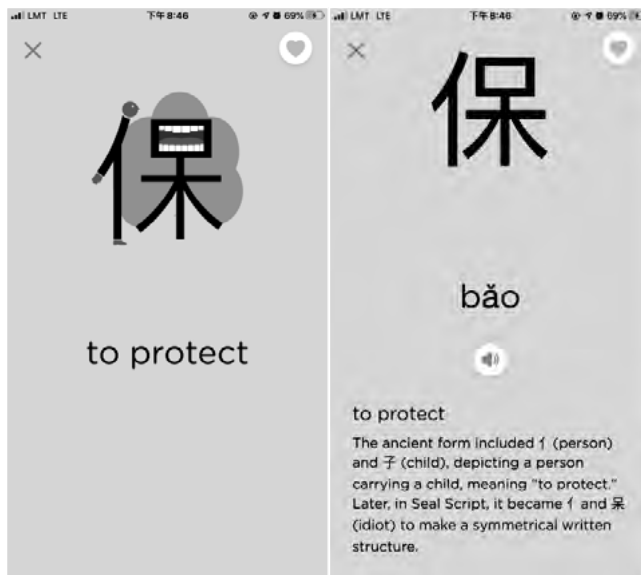 LMT LTE
下午8:46
69%
保
to protect
LMT LTE
下午8:46
69%
保
bǎo
to protect
The ancient form included 亻 (person)
and 子 (child), depicting a person
carrying a child, meaning "to protect."
Later, in Seal Script, it became 亻 and 呆
(idiot) to make a symmetrical written
structure.